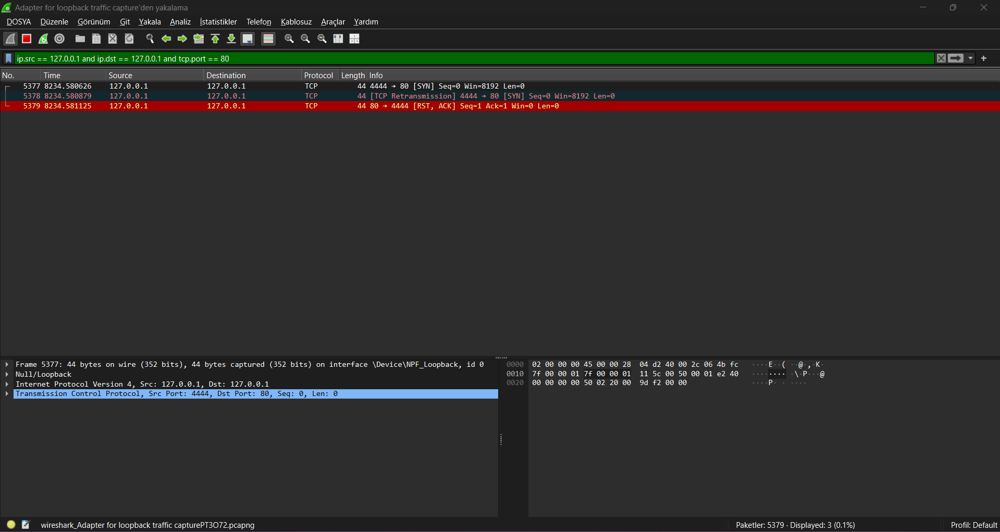 Adapter for loopback traffic capture'den yakalama
DOSYA Düzenle Görünüm Git Yakala Analiz İstatistikler Telefon Kablosuz Araçlar Yardım
ip.src == 127.0.0.1 and ip.dst == 127.0.0.1 and tcp.port == 80
No. Time Source Destination Protocol Length Info
5377 8234.580626 127.0.0.1 127.0.0.1 TCP 44 4444 → 80 [SYN] Seq=0 Win=8192 Len=0
5378 8234.580879 127.0.0.1 127.0.0.1 TCP 44 [TCP Retransmission] 4444 → 80 [SYN] Seq=0 Win=8192 Len=0
5379 8234.581125 127.0.0.1 127.0.0.1 TCP 44 80 → 4444 [RST, ACK] Seq=1 Ack=1 Win=0 Len=0
Frame 5377: 44 bytes on wire (352 bits), 44 bytes captured (352 bits) on interface \Device\NPF_Loopback, id 0
Null/Loopback
Internet Protocol Version 4, Src: 127.0.0.1, Dst: 127.0.0.1
Transmission Control Protocol, Src Port: 4444, Dst Port: 80, Seq: 0, Len: 0
0000 02 00 00 00 45 00 00 28 04 d2 40 00 2c 06 4b fc ····E··( ··@·,·K·
0010 7f 00 00 01 7f 00 00 01 11 5c 00 50 00 01 e2 40 ········ ·\·P···@
0020 00 00 00 00 50 02 20 00 9d f2 00 00 ····P· · ····
wireshark_Adapter for loopback traffic capturePT3O72.pcapng
Paketler: 5379 · Displayed: 3 (0.1%)
Profil: Default